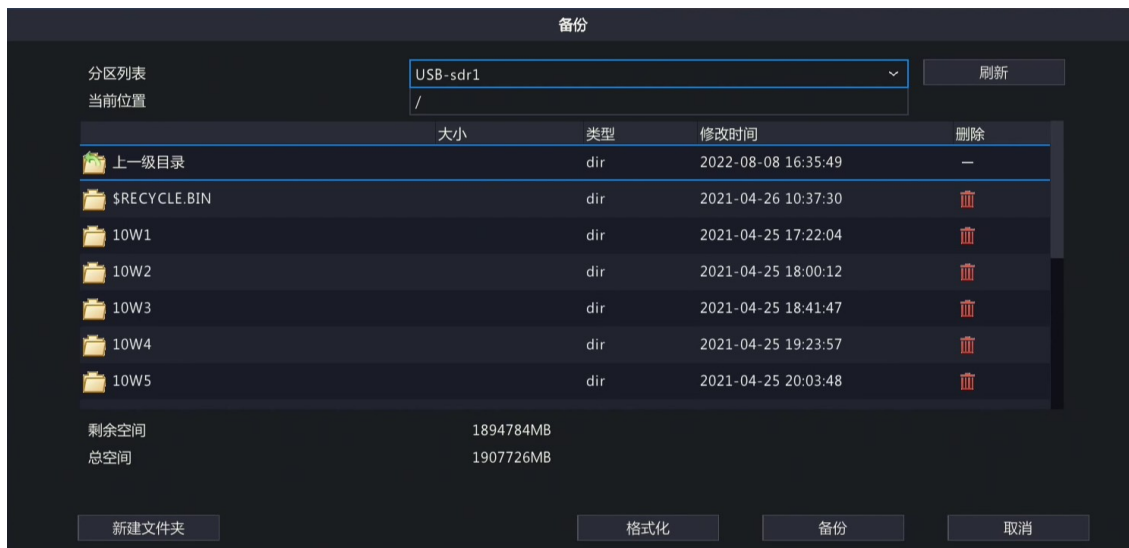 备份
分区列表 USB-sdr1 刷新
当前位置 /
大小 类型 修改时间 删除
上一级目录 dir 2022-08-08 16:35:49 —
$RECYCLE.BIN dir 2021-04-26 10:37:30
10W1 dir 2021-04-25 17:22:04
10W2 dir 2021-04-25 18:00:12
10W3 dir 2021-04-25 18:41:47
10W4 dir 2021-04-25 19:23:57
10W5 dir 2021-04-25 20:03:48
剩余空间 1894784MB
总空间 1907726MB
新建文件夹 格式化 备份 取消